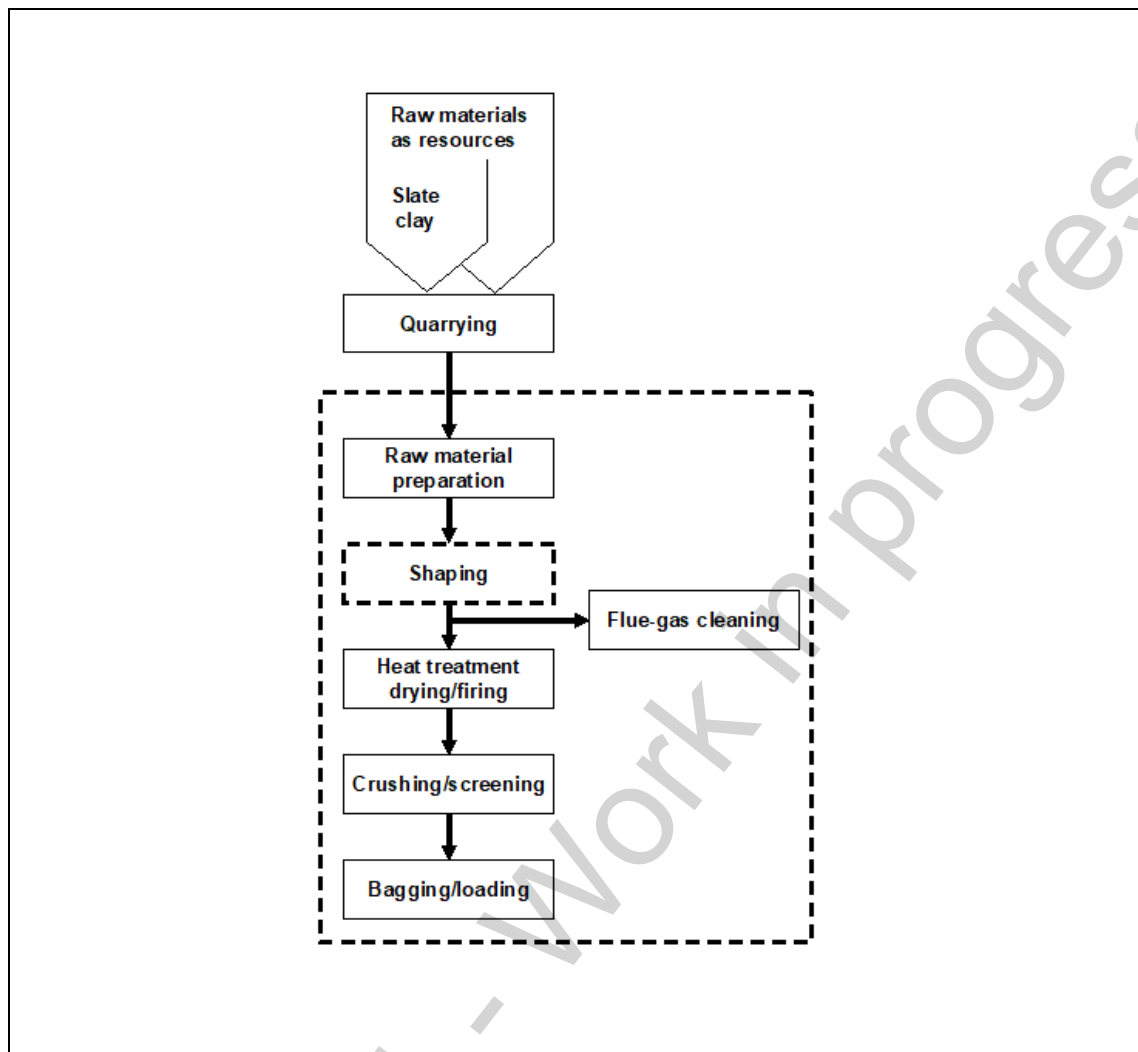 Raw materials
as resources
Slate
clay
Quarrying
Raw material
preparation
Shaping
Flue-gas cleaning
Heat treatment
drying/firing
Crushing/screening
Bagging/loading
- Work in progress